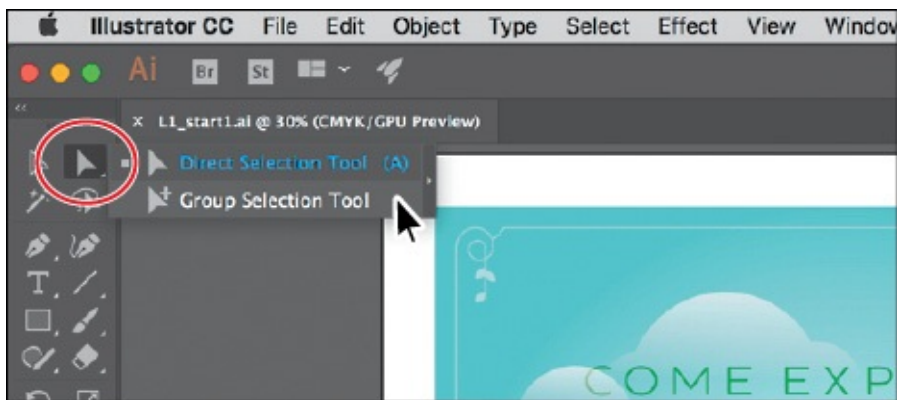 Illustrator CC File Edit Object Type Select Effect View Window
Ai Br St
<< 
x L1_start1.ai @ 30% (CMYK/GPU Preview)
Direct Selection Tool (A)
Group Selection Tool
T
COME EXP